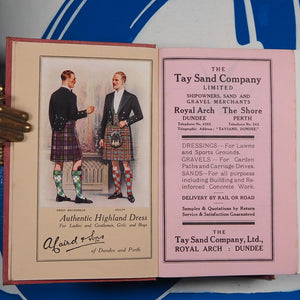 Authentic Highland Dress
For Ladies and Gentlemen, Girls and Boys
A Caird & Sons
of Dundee and Perth
THE
Tay Sand Company
LIMITED
SHIPOWNERS, SAND AND
GRAVEL MERCHANTS
Royal Arch The Shore
DUNDEE PERTH
DRESSINGS—For Lawns
and Sports Grounds.
GRAVELS—For Garden
Paths and Carriage Drives.
SANDS—For all purposes
including Building and Re-
inforced Concrete Work.
DELIVERY BY RAIL OR ROAD
Samples & Quotations by Return
Service & Satisfaction Guaranteed
THE
Tay Sand Company, Ltd.,
ROYAL ARCH : DUNDEE